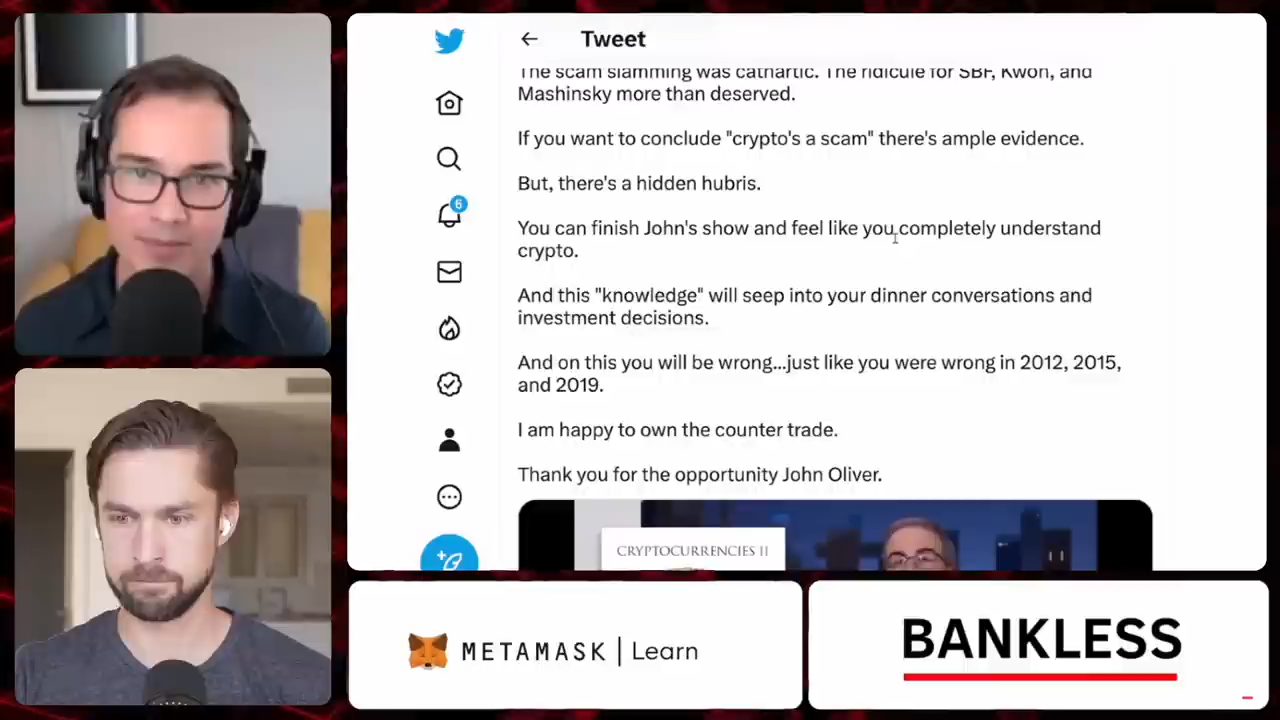 Tweet
The scam slamming was cathartic. The ridicule for SBF, Kwon, and
Mashinsky more than deserved.
If you want to conclude "crypto's a scam" there's ample evidence.
But, there's a hidden hubris.
6
You can finish John's show and feel like you completely understand
crypto.
And this "knowledge" will seep into your dinner conversations and
investment decisions.
And on this you will be wrong...just like you were wrong in 2012, 2015,
and 2019.
I am happy to own the counter trade.
Thank you for the opportunity John Oliver.
CRYPTOCURRENCIES II
METAMASK | Learn
BANKLESS